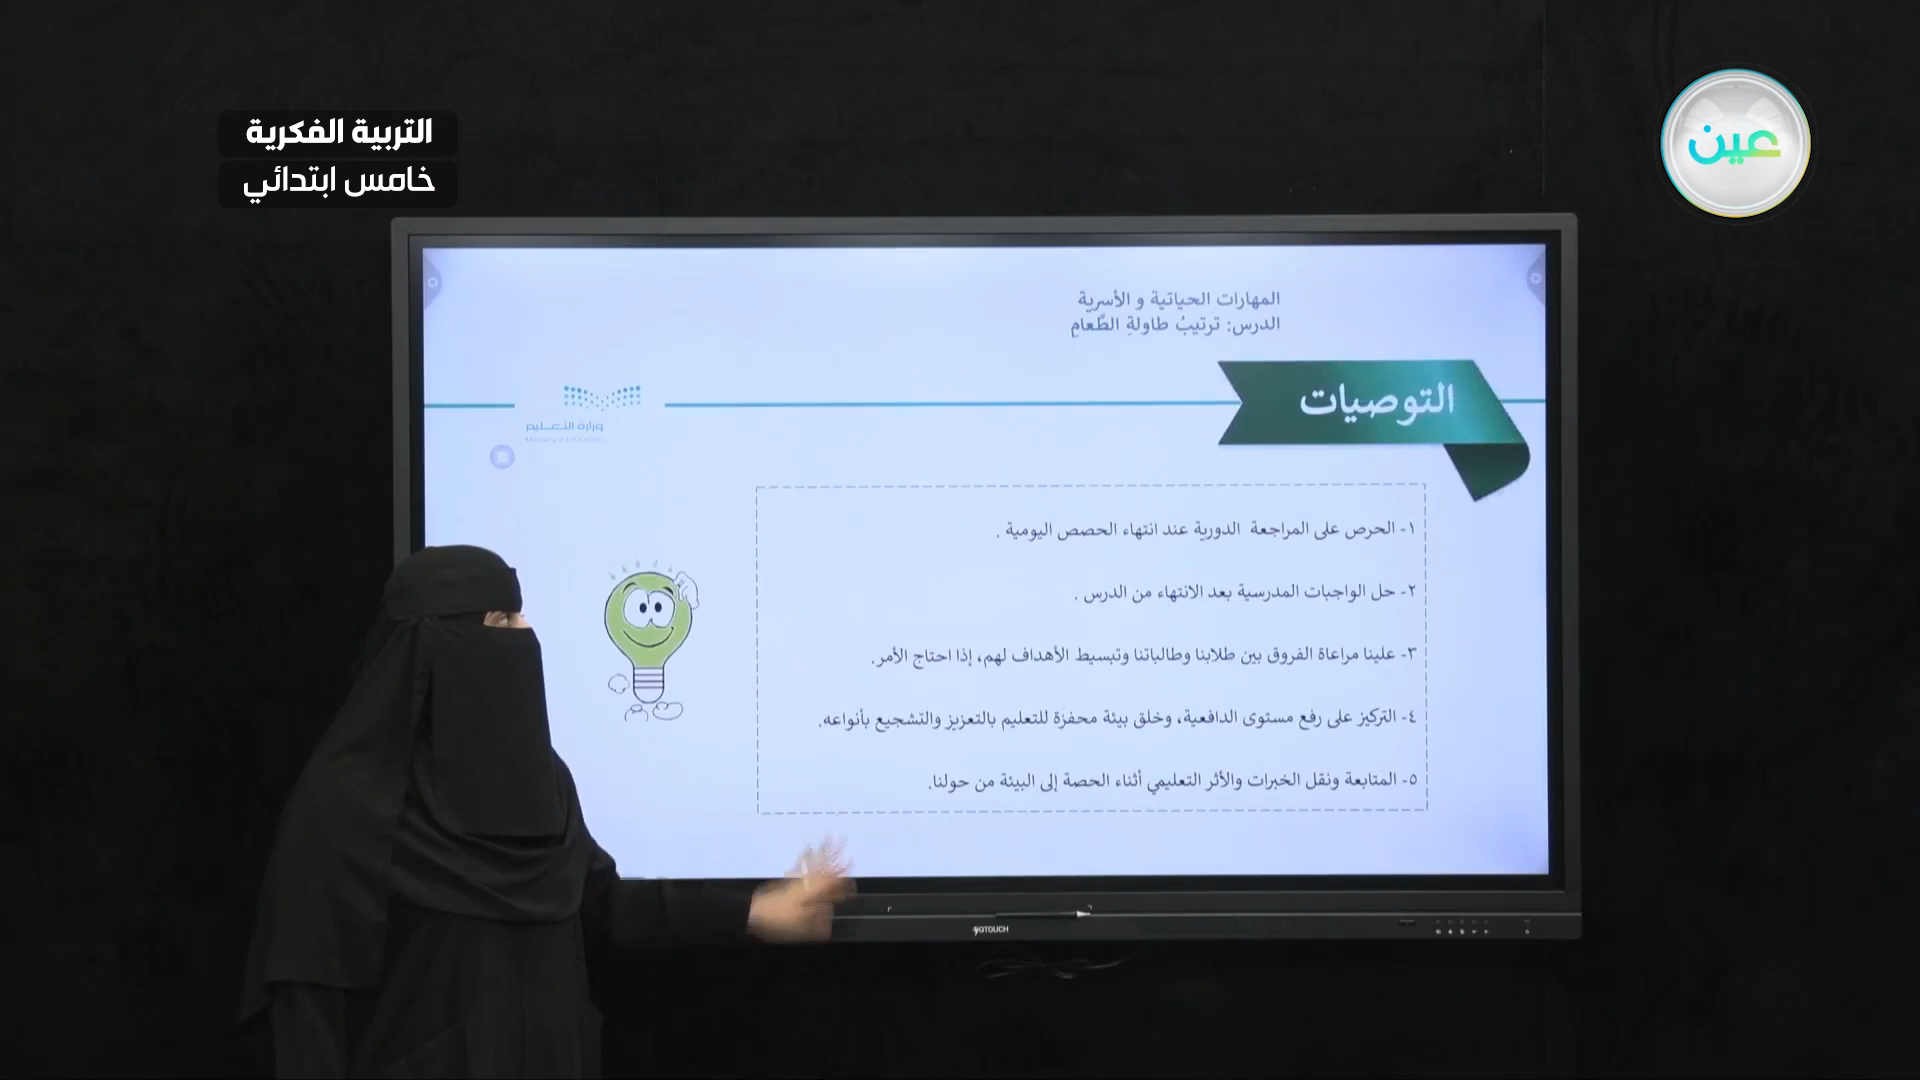 التربية الفكرية
خامس ابتدائي
عين
المهارات الحياتية و الأسرية
الدرس: ترتيبُ طاولةِ الطَّعامِ
التوصيات
وزارة التعليم
Ministry of Education
١- الحرص على المراجعة الدورية عند انتهاء الحصص اليومية .
٢- حل الواجبات المدرسية بعد الانتهاء من الدرس .
٣- علينا مراعاة الفروق بين طلابنا وطالباتنا وتبسيط الأهداف لهم، إذا احتاج الأمر.
٤- التركيز على رفع مستوى الدافعية، وخلق بيئة محفزة للتعليم بالتعزيز والتشجيع بأنواعه.
٥- المتابعة ونقل الخبرات والأثر التعليمي أثناء الحصة إلى البيئة من حولنا.